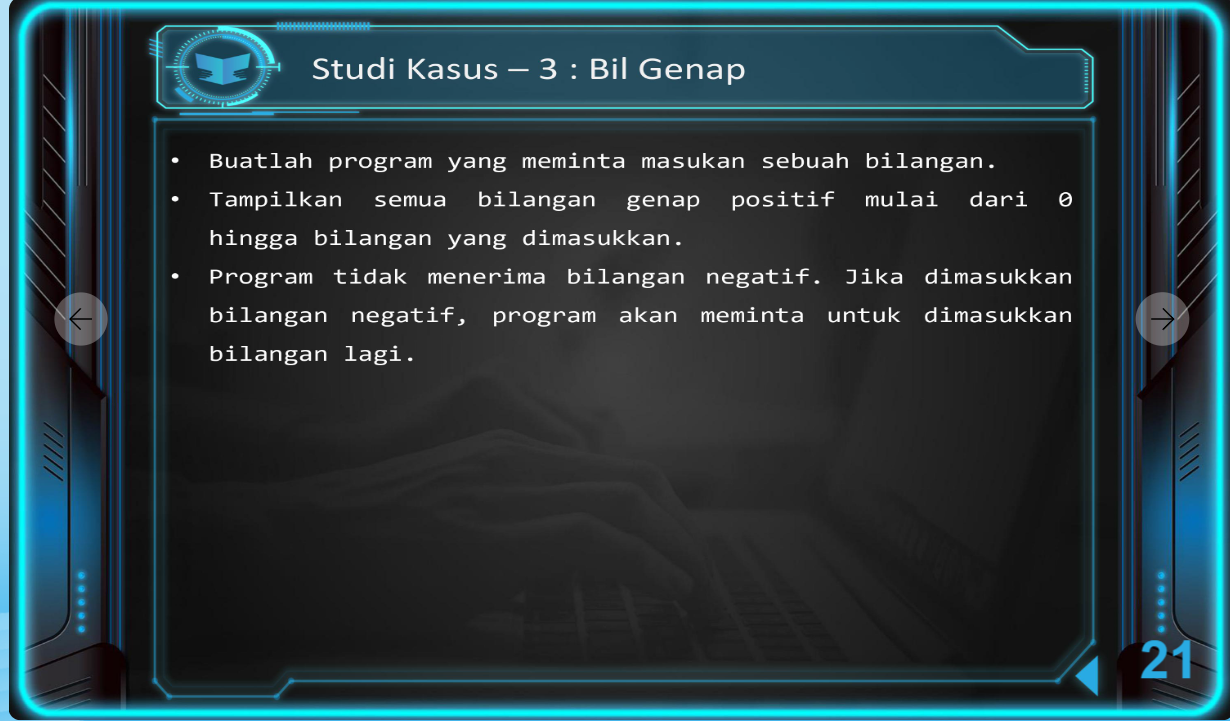 Studi Kasus – 3 : Bil Genap
• Buatlah program yang meminta masukan sebuah bilangan.
• Tampilkan semua bilangan genap positif mulai dari 0
hingga bilangan yang dimasukkan.
• Program tidak menerima bilangan negatif. Jika dimasukkan
bilangan negatif, program akan meminta untuk dimasukkan
bilangan lagi.
21